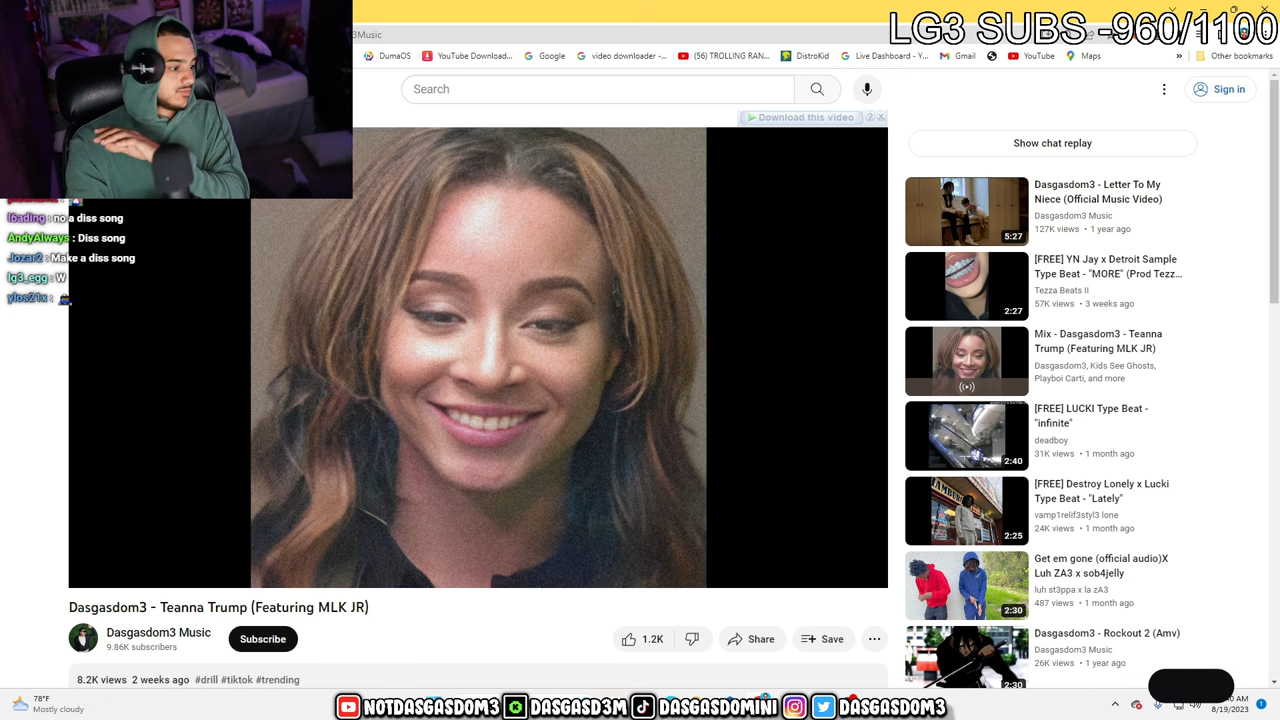 LG3 SUBS -960/1100
3Music
DumaOS
YouTube Download...
Google
video downloader -...
(56) TROLLING RAN...
DistroKid
Live Dashboard - Y...
Gmail
YouTube
Maps
»
Other bookmarks
Search
Sign in
Download this video
? X
Show chat replay
l6ading : no a diss song
AndyAlways : Diss song
Jozar2 : Make a diss song
lg3_egg : W
ylos21x :
Dasgasdom3 - Letter To My
Niece (Official Music Video)
Dasgasdom3 Music
127K views • 1 year ago
5:27
[FREE] YN Jay x Detroit Sample
Type Beat - "MORE" (Prod Tezz...
Tezza Beats II
57K views • 3 weeks ago
2:27
Mix - Dasgasdom3 - Teanna
Trump (Featuring MLK JR)
Dasgasdom3, Kids See Ghosts,
Playboi Carti, and more
[FREE] LUCKI Type Beat -
"infinite"
deadboy
31K views • 1 month ago
2:40
[FREE] Destroy Lonely x Lucki
Type Beat - "Lately"
vamp1relif3styl3 lone
24K views • 1 month ago
2:25
Get em gone (official audio)X
Luh ZA3 x sob4jelly
luh st3ppa x la zA3
487 views • 1 month ago
2:30
Dasgasdom3 - Rockout 2 (Amv)
Dasgasdom3 Music
26K views • 1 year ago
2:30
Dasgasdom3 - Teanna Trump (Featuring MLK JR)
Dasgasdom3 Music
9.86K subscribers
Subscribe
1.2K
Share
Save
8.2K views 2 weeks ago #drill #tiktok #trending
78°F
Mostly cloudy
NOTDASGASDOM3
DASGASD3M
DASGASDOMINI
DASGASDOM3
8/19/2023